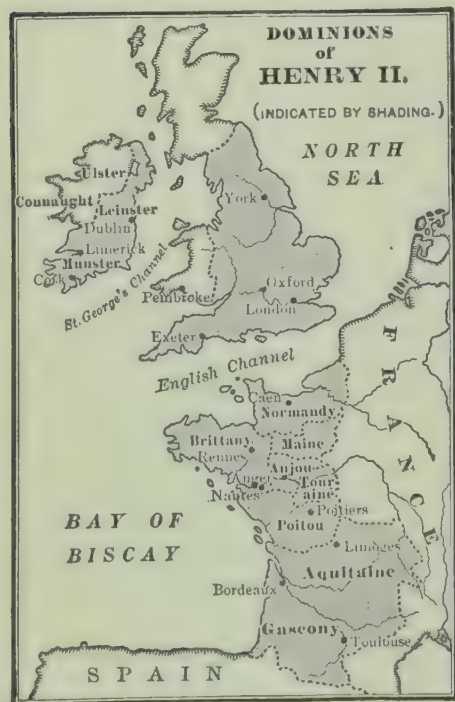 DOMINIONS
of
HENRY II.
(INDICATED BY SHADING.)
NORTH
SEA
Ulster
Connaught
Leinster
Dublin
Limerick
Munster
Cork
St. George's Channel
York
Pembroke
Oxford
London
Exeter
English Channel
Caen
Normandy
Brittany
Rennes
Maine
Anjou
Angers
Nantes
Tour
aine
Poitiers
Poitou
Limoges
FRANCE
BAY OF
BISCAY
Aquitaine
Bordeaux
Gascony
Toulouse
SPAIN